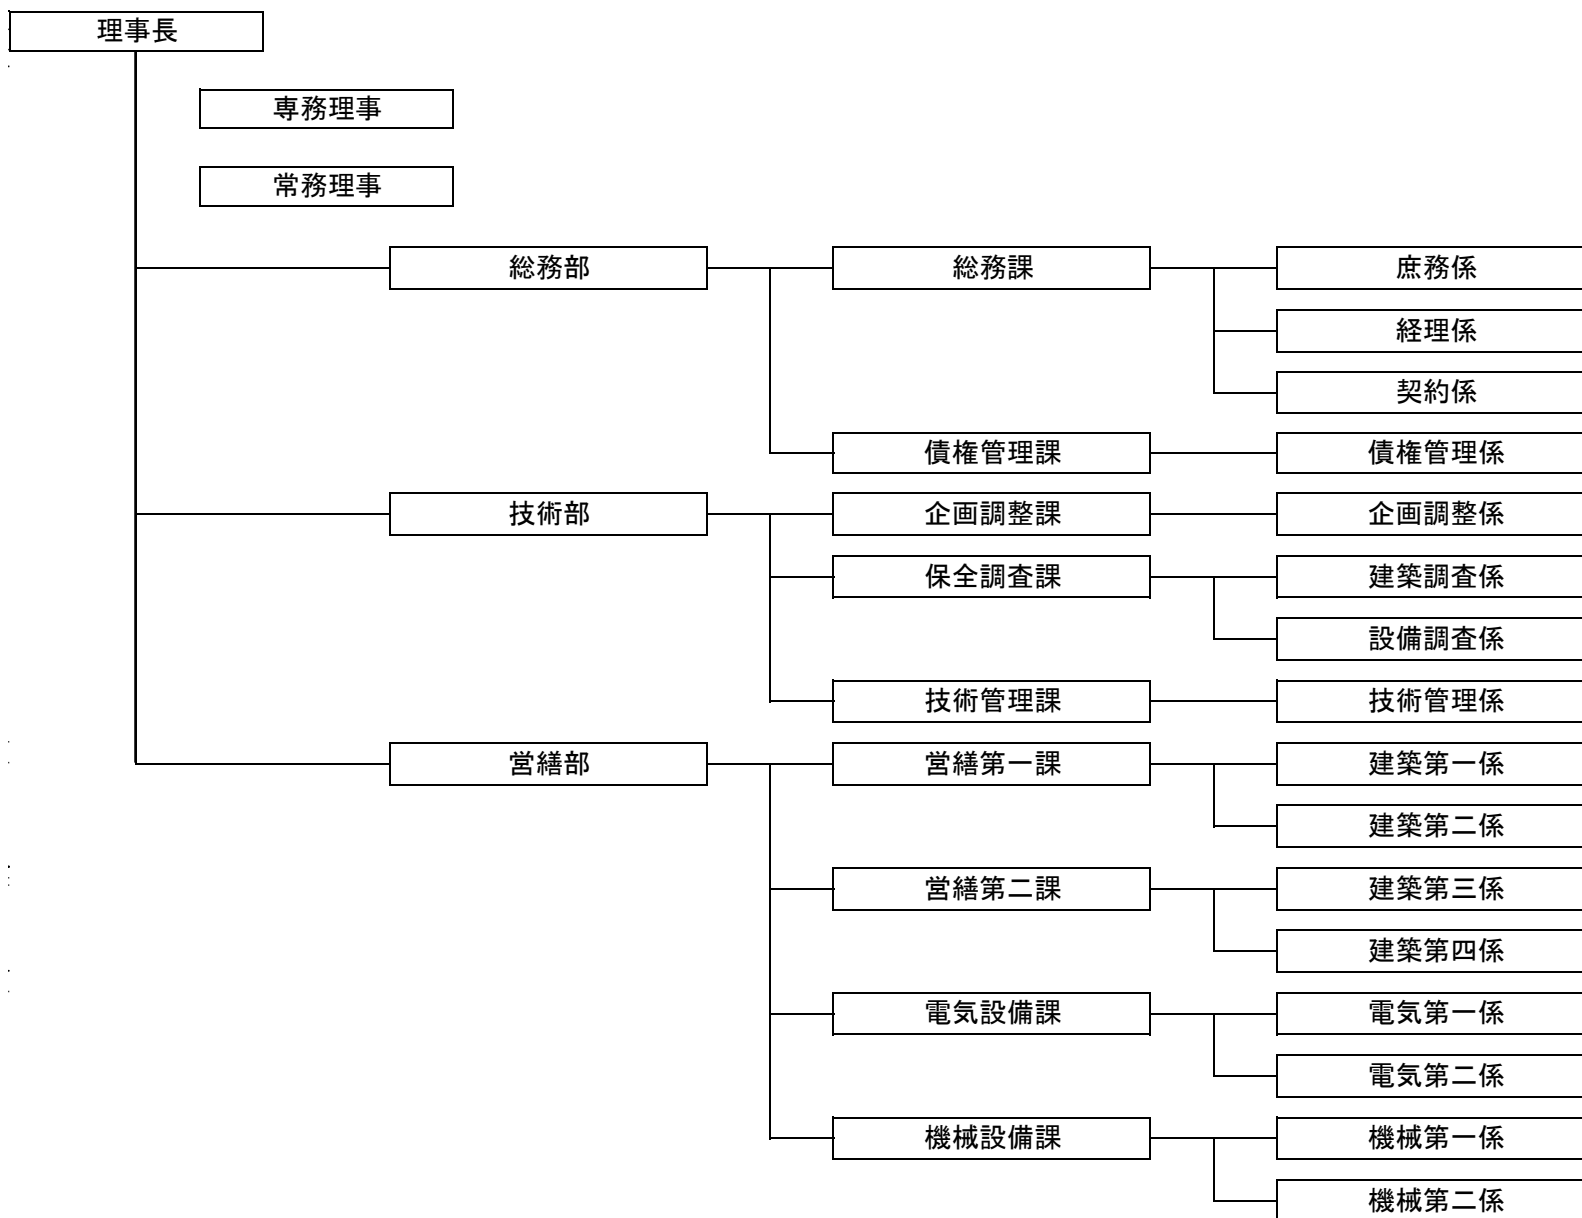 理事長
専務理事
常務理事
総務部
総務課
庶務係
経理係
契約係
債権管理課
債権管理係
技術部
企画調整課
企画調整係
保全調査課
建築調査係
設備調査係
技術管理課
技術管理係
営繕部
営繕第一課
建築第一係
建築第二係
営繕第二課
建築第三係
建築第四係
電気設備課
電気第一係
電気第二係
機械設備課
機械第一係
機械第二係